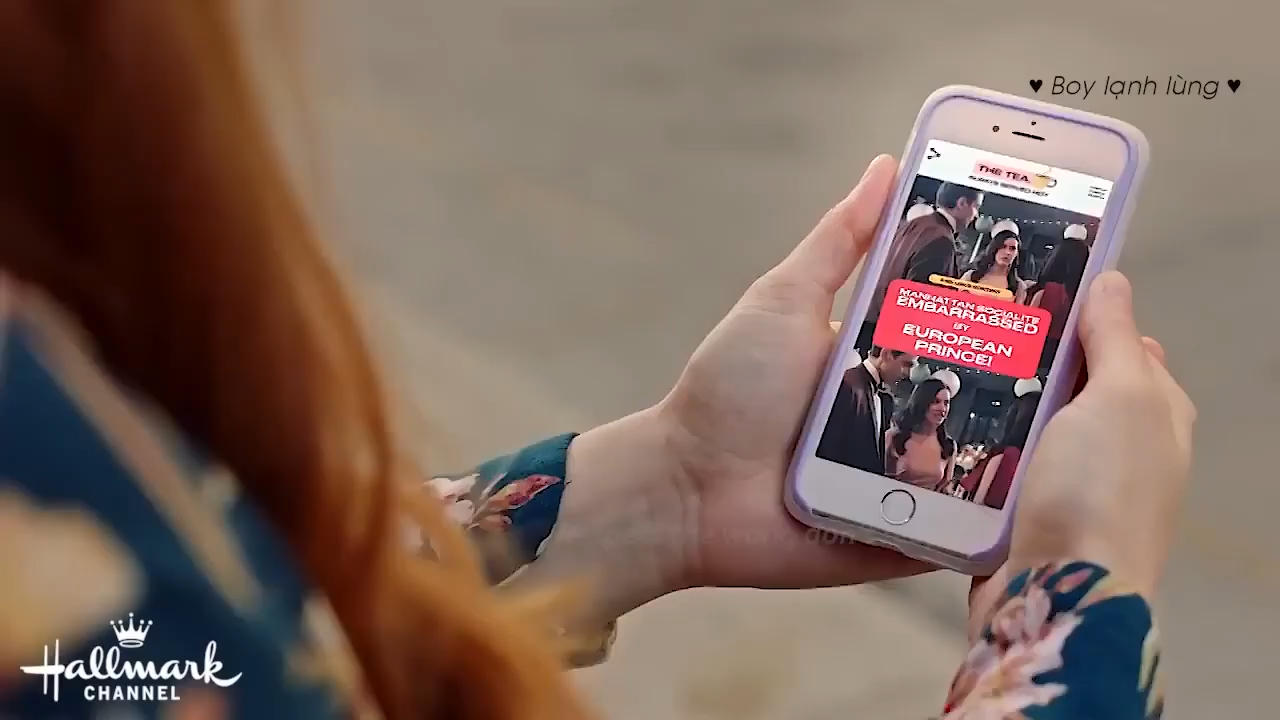 ♥ Boy lạnh lùng ♥
THE TEA
MANHATTAN SOCIALITE
EMBARRASSED
BY
EUROPEAN
PRINCE!
Hallmark
CHANNEL